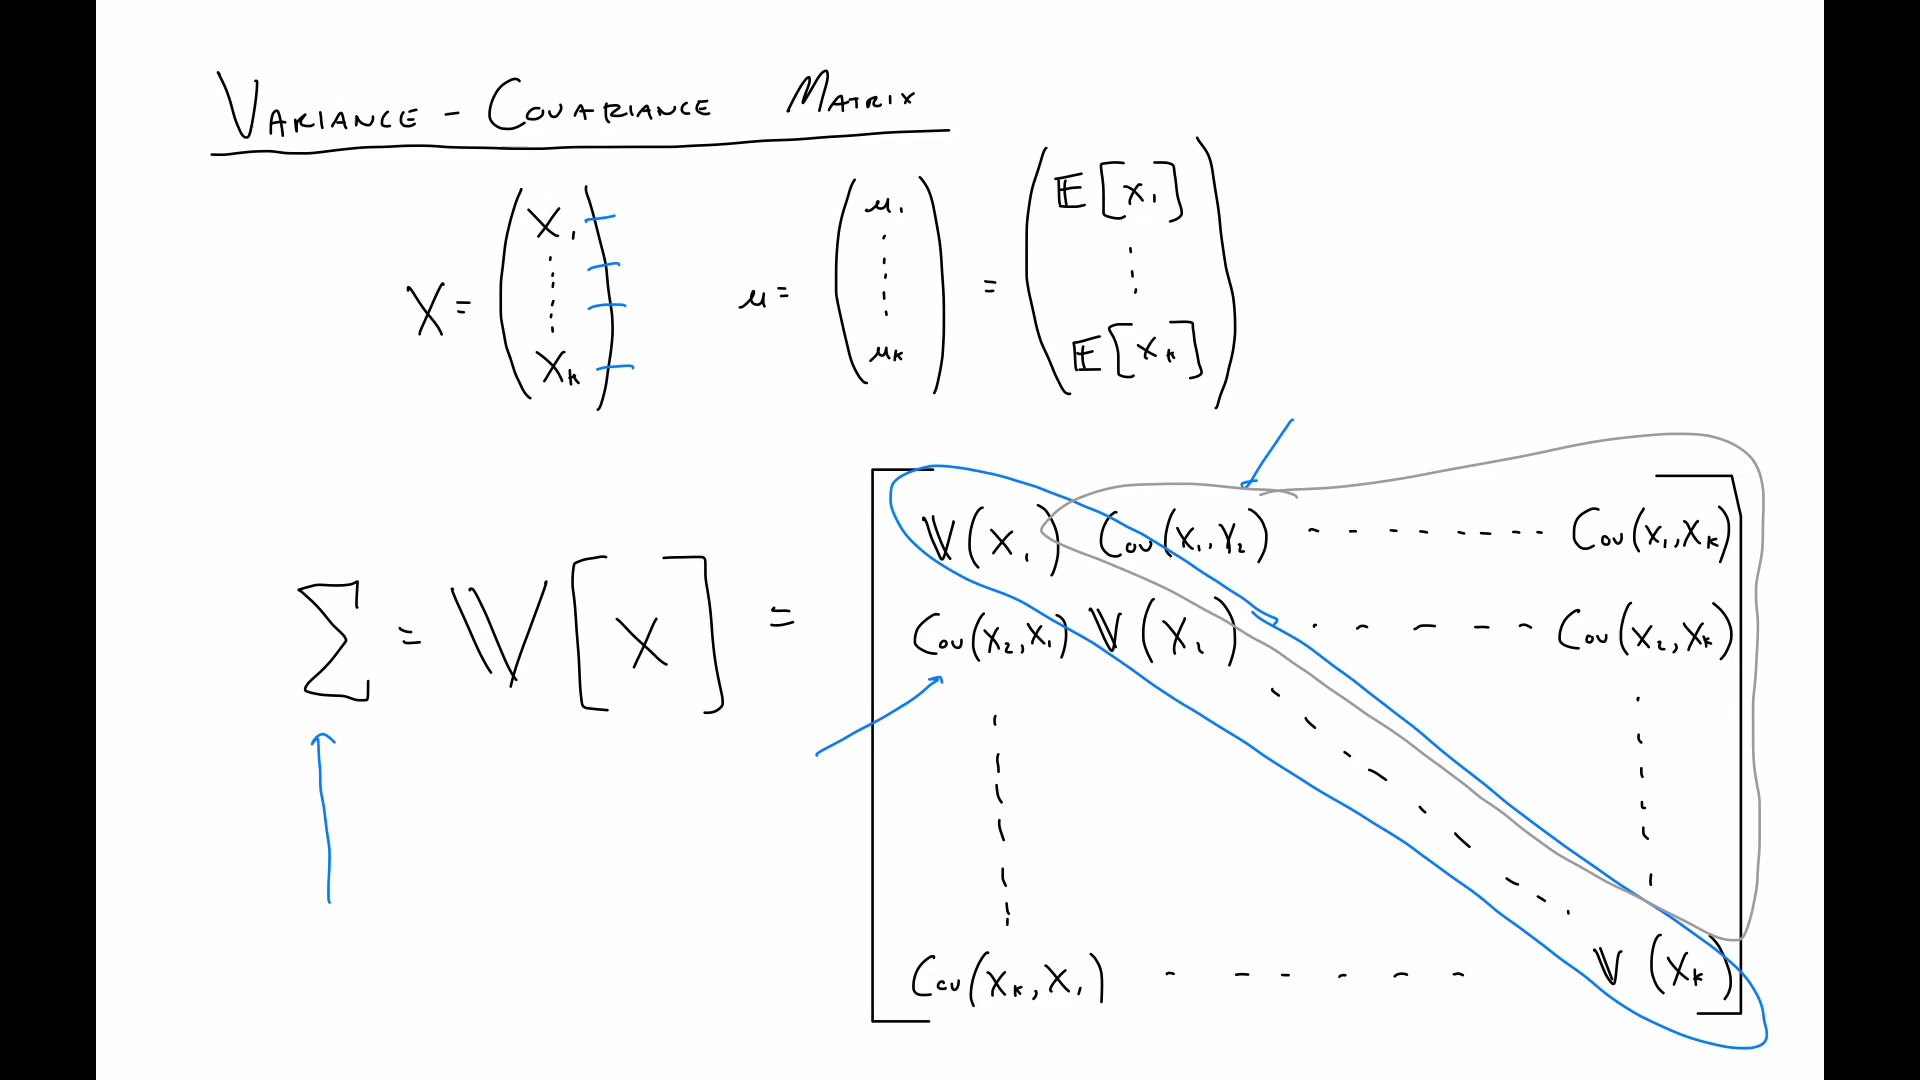 VARIANCE - COVARIANCE MATRIX
X = ( X₁ ⋮ Xₖ ) μ = ( μ₁ ⋮ μₖ ) = ( 𝔼[X₁] ⋮ 𝔼[Xₖ] )
Σ = 𝕍[X] =
𝕍(X₁) Cov(X₁,Y₂) - - - - - - - - Cov(X₁,Xₖ)
Cov(X₂,X₁) 𝕍(X₂) - - - - - Cov(X₂,Xₖ)
Cov(Xₖ,X₁) - - - - - - 𝕍(Xₖ)